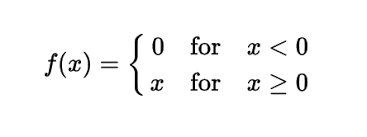 f(x) = { 0 for x < 0
x for x ≥ 0